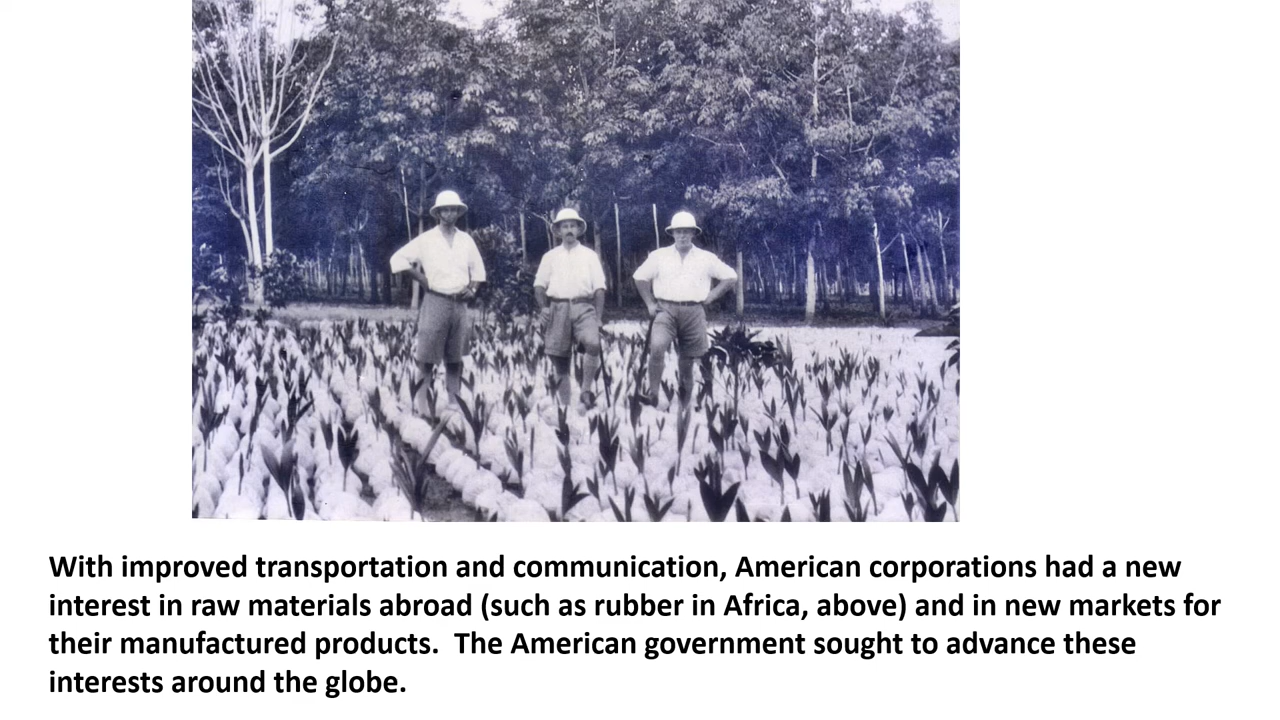 With improved transportation and communication, American corporations had a new
interest in raw materials abroad (such as rubber in Africa, above) and in new markets for
their manufactured products.  The American government sought to advance these
interests around the globe.